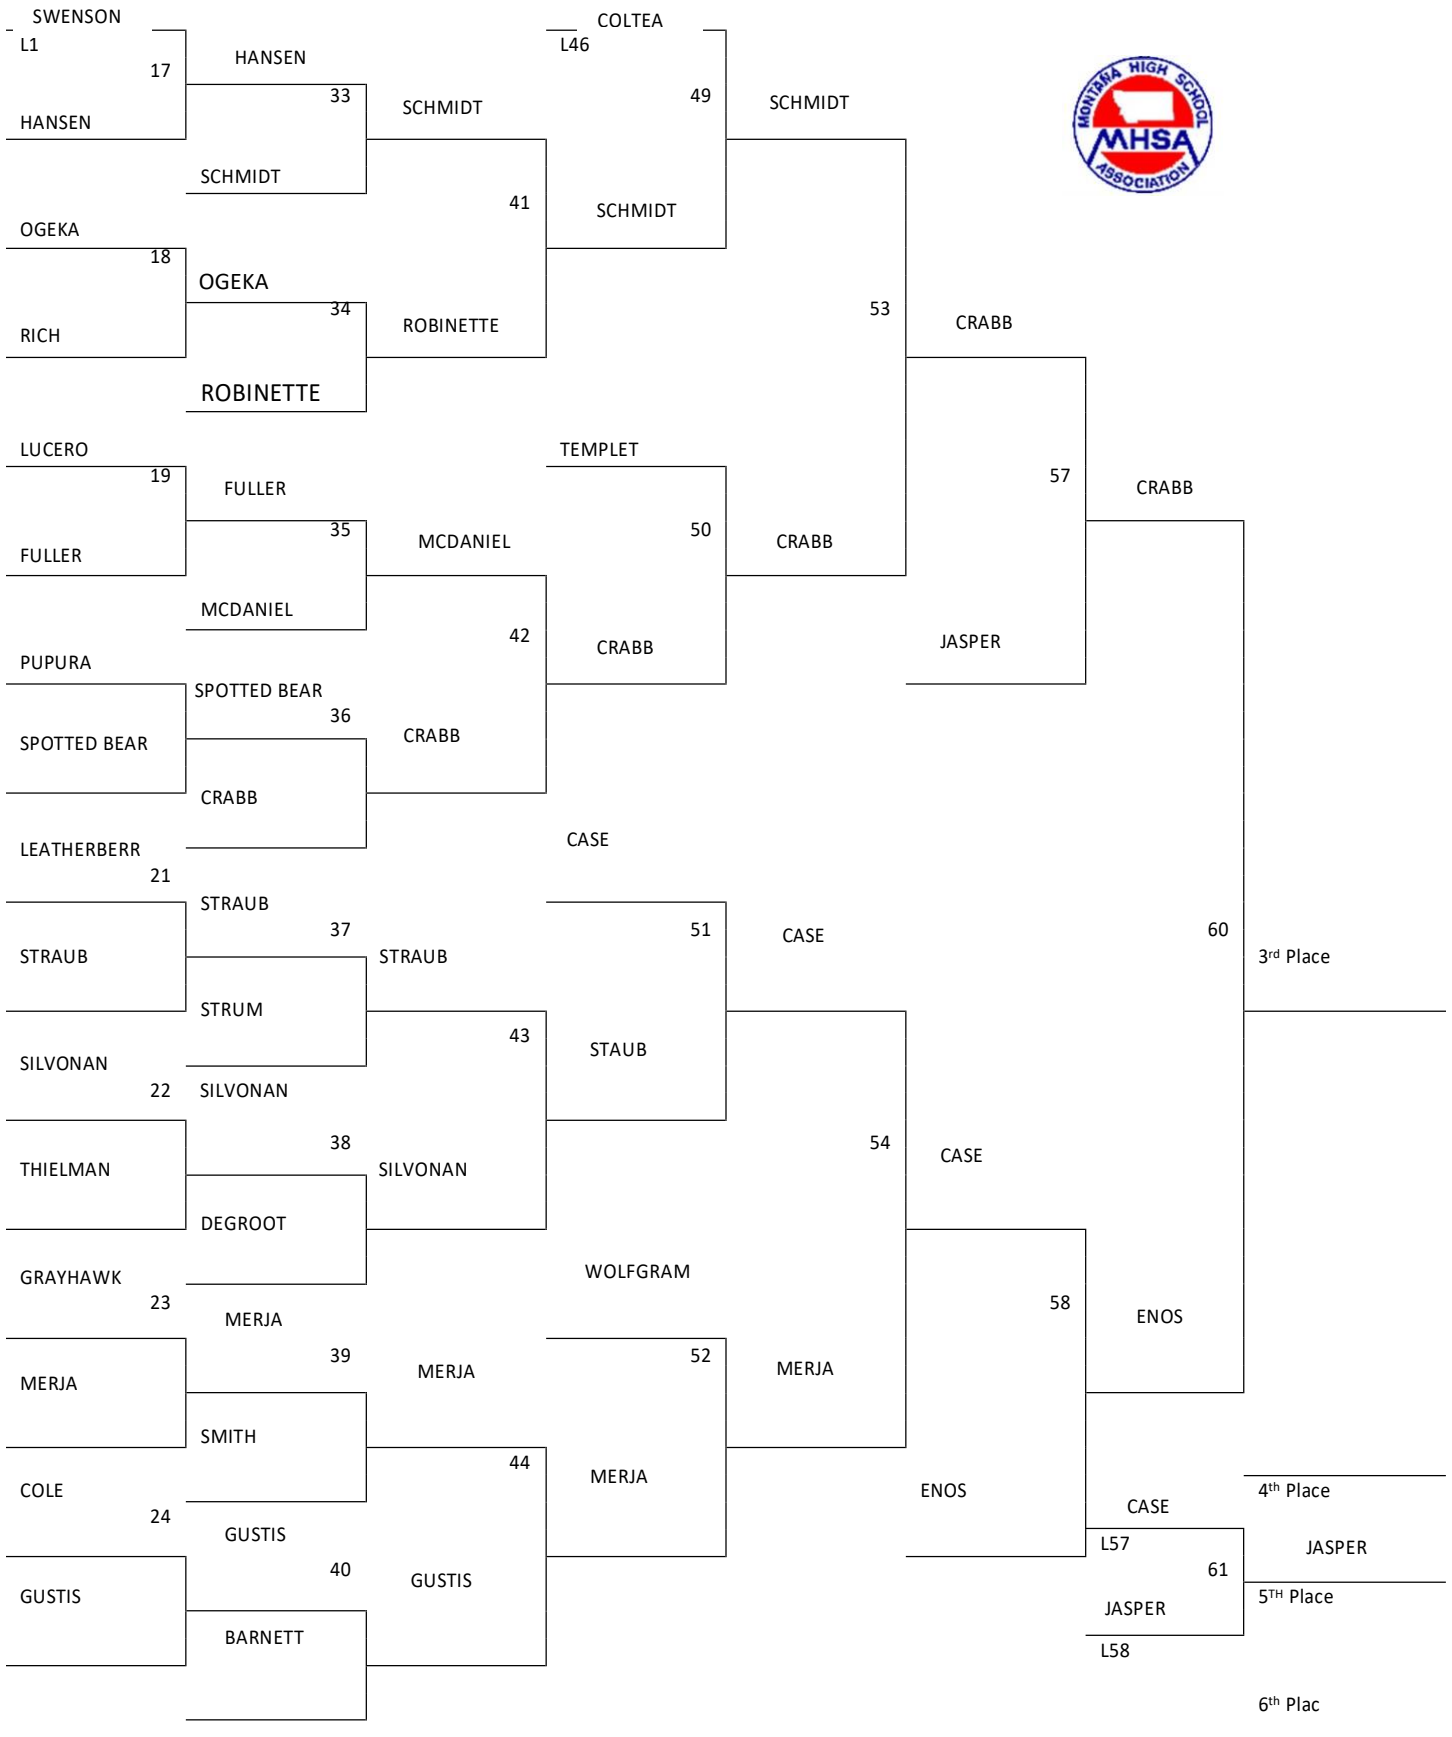 SWENSON
COLTEA
L1
L46
HANSEN
17
33
49
SCHMIDT
SCHMIDT
HANSEN
MONTANA HIGH SCHOOL
MHSA
ASSOCIATION
SCHMIDT
41
SCHMIDT
OGEKA
18
OGEKA
34
53
CRABB
ROBINETTE
RICH
ROBINETTE
LUCERO
TEMPLET
19
57
FULLER
CRABB
35
50
MCDANIEL
CRABB
FULLER
MCDANIEL
42
JASPER
CRABB
PUPURA
SPOTTED BEAR
36
CRABB
SPOTTED BEAR
CRABB
CASE
LEATHERBERR
21
STRAUB
37
51
60
CASE
STRAUB
STRAUB
3rd Place
STRUM
43
STAUB
SILVONAN
22
SILVONAN
38
54
CASE
THIELMAN
SILVONAN
DEGROOT
WOLFGRAM
GRAYHAWK
23
58
MERJA
ENOS
39
52
MERJA
MERJA
MERJA
SMITH
44
MERJA
COLE
ENOS
4th Place
CASE
24
GUSTIS
L57
JASPER
40
61
GUSTIS
GUSTIS
5TH Place
JASPER
BARNETT
L58
6th Plac